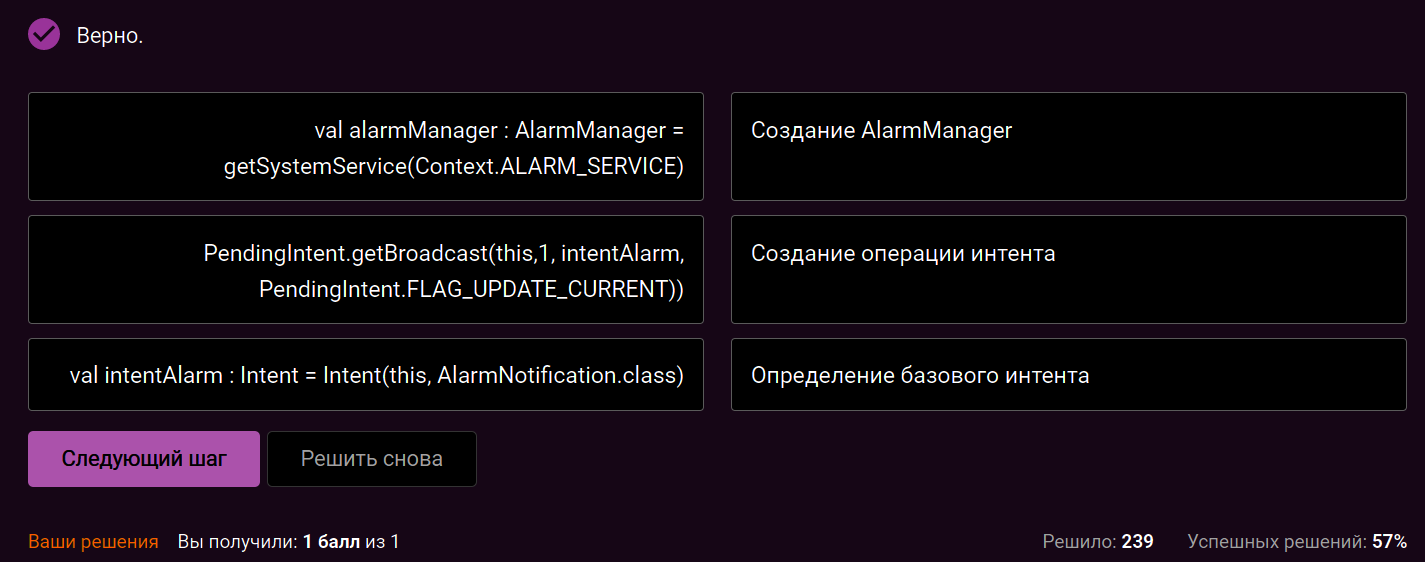 Верно.
val alarmManager : AlarmManager =
getSystemService(Context.ALARM_SERVICE)
Создание AlarmManager
PendingIntent.getBroadcast(this,1, intentAlarm,
PendingIntent.FLAG_UPDATE_CURRENT))
Создание операции интента
val intentAlarm : Intent = Intent(this, AlarmNotification.class)
Определение базового интента
Следующий шаг
Решить снова
Ваши решения Вы получили: 1 балл из 1
Решило: 239 Успешных решений: 57%